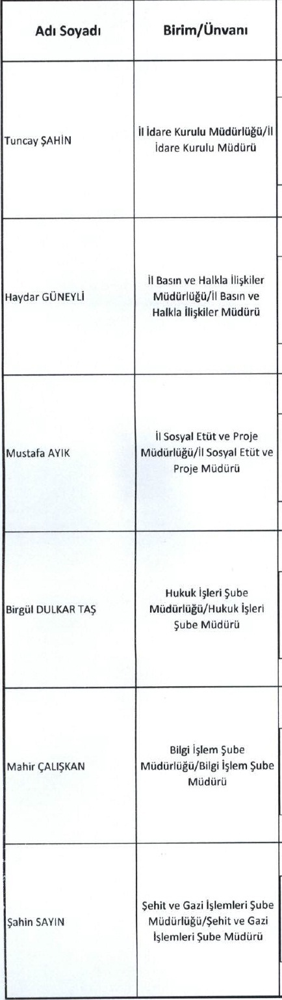 Adı Soyadı
Birim/Ünvanı
Tuncay ŞAHİN
İl İdare Kurulu Müdürlüğü/İl
İdare Kurulu Müdürü
Haydar GÜNEYLİ
İl Basın ve Halkla İlişkiler
Müdürlüğü/İl Basın ve
Halkla İlişkiler Müdürü
Mustafa AYIK
İl Sosyal Etüt ve Proje
Müdürlüğü/İl Sosyal Etüt ve
Proje Müdürü
Birgül DULKAR TAŞ
Hukuk İşleri Şube
Müdürlüğü/Hukuk İşleri
Şube Müdürü
Mahir ÇALIŞKAN
Bilgi İşlem Şube
Müdürlüğü/Bilgi İşlem Şube
Müdürü
Şahin SAYIN
Şehit ve Gazi İşlemleri Şube
Müdürlüğü/Şehit ve Gazi
İşlemleri Şube Müdürü